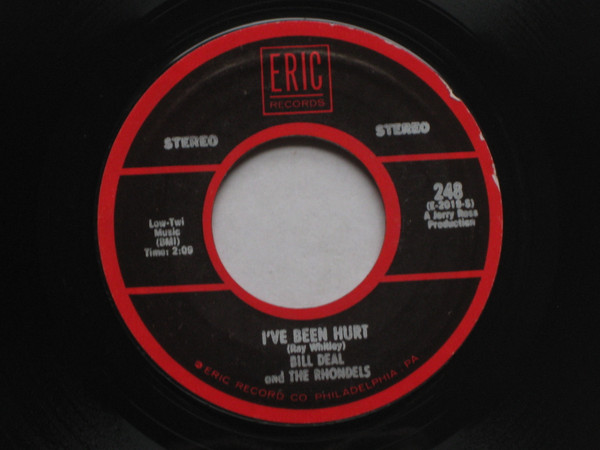 ERIC
RECORDS
STEREO
STEREO
Low-Twi
Music
(BMI)
Time: 2:09
248
(E-2019-S)
A Jerry Ross
Production
I'VE BEEN HURT
(Ray Whitley)
BILL DEAL
and THE RHONDELS
ERIC RECORD CO PHILADELPHIA, PA